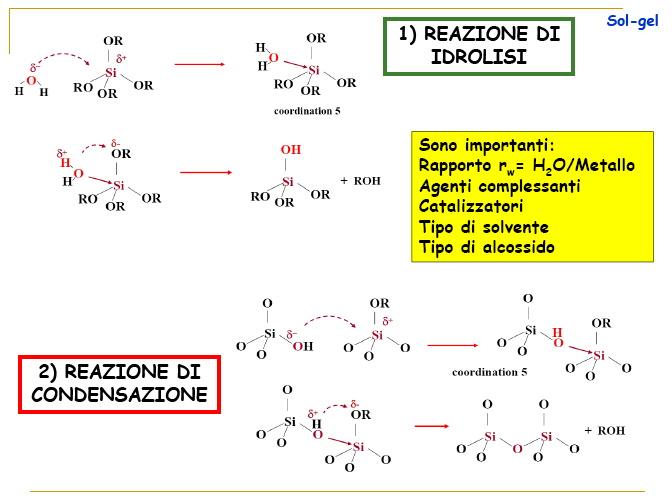 Sol-gel
1) REAZIONE DI
IDROLISI
δ⁻
O
H H
OR
δ⁺
Si
RO OR OR
H
O
H
OR
Si
RO OR OR
coordination 5
δ⁺
H
O
H
δ⁻
OR
Si
RO OR OR
OH
Si
RO OR OR
+ ROH
Sono importanti:
Rapporto rw= H2O/Metallo
Agenti complessanti
Catalizzatori
Tipo di solvente
Tipo di alcossido
2) REAZIONE DI
CONDENSAZIONE
O
Si
δ⁻
O O OH
OR
δ⁺
Si
O O O
O
Si
H
O
O O
OR
Si
O O O
coordination 5
O
Si
δ⁺
H
O
O O
δ⁻
OR
Si
O O O
O O
Si Si
O O O O O
+ ROH